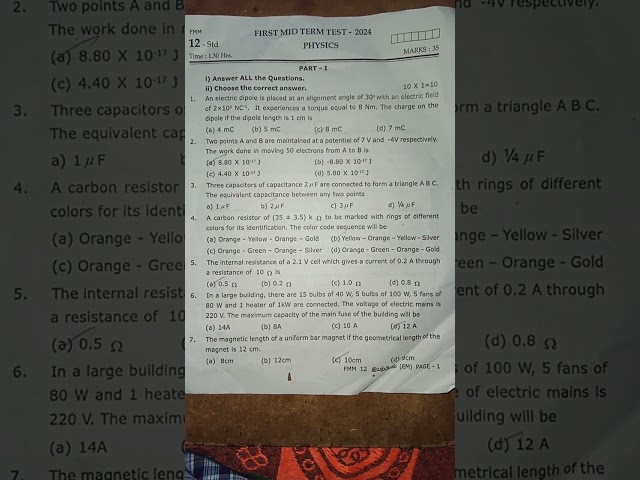 FMM
FIRST MID TERM TEST - 2024
12 - Std
PHYSICS
Time : 1.30 Hrs.
MARKS : 35
PART - I
i) Answer ALL the Questions.
ii) Choose the correct answer.
10 X 1=10
1. An electric dipole is placed at an alignment angle of 30° with an electric field
of 2×10⁵ NC⁻¹. It experiences a torque equal to 8 Nm. The charge on the
dipole if the dipole length is 1 cm is
(a) 4 mC (b) 5 mC (c) 8 mC (d) 7 mC
2. Two points A and B are maintained at a potential of 7 V and -4V respectively.
The work done in moving 50 electrons from A to B is
(a) 8.80 X 10⁻¹⁷ J (b) -8.80 X 10⁻¹⁷ J
(c) 4.40 X 10⁻¹⁷ J (d) 5.80 X 10⁻¹⁷ J
3. Three capacitors of capacitance 2 μF are connected to form a triangle A B C.
The equivalent capacitance between any two points
a) 1 μF b) 2 μF c) 3 μF d) ¼ μF
4. A carbon resistor of (35 ± 3.5) k Ω to be marked with rings of different
colors for its identification. The color code sequence will be
(a) Orange - Yellow - Orange - Gold (b) Yellow - Orange - Yellow - Silver
(c) Orange - Green - Orange - Silver (d) Orange - Green - Orange - Gold
5. The internal resistance of a 2.1 V cell which gives a current of 0.2 A through
a resistance of 10 Ω is
(a) 0.5 Ω (b) 0.2 Ω (c) 1.0 Ω (d) 0.8 Ω
6. In a large building, there are 15 bulbs of 40 W, 5 bulbs of 100 W, 5 fans of
80 W and 1 heater of 1kW are connected. The voltage of electric mains is
220 V. The maximum capacity of the main fuse of the building will be
(a) 14A (b) 8A (c) 10 A (d) 12 A
7. The magnetic length of a uniform bar magnet if the geometrical length of the
magnet is 12 cm.
(a) 8cm (b) 12cm (c) 10cm (d) 9cm
FMM 12 (EM) PAGE - 1